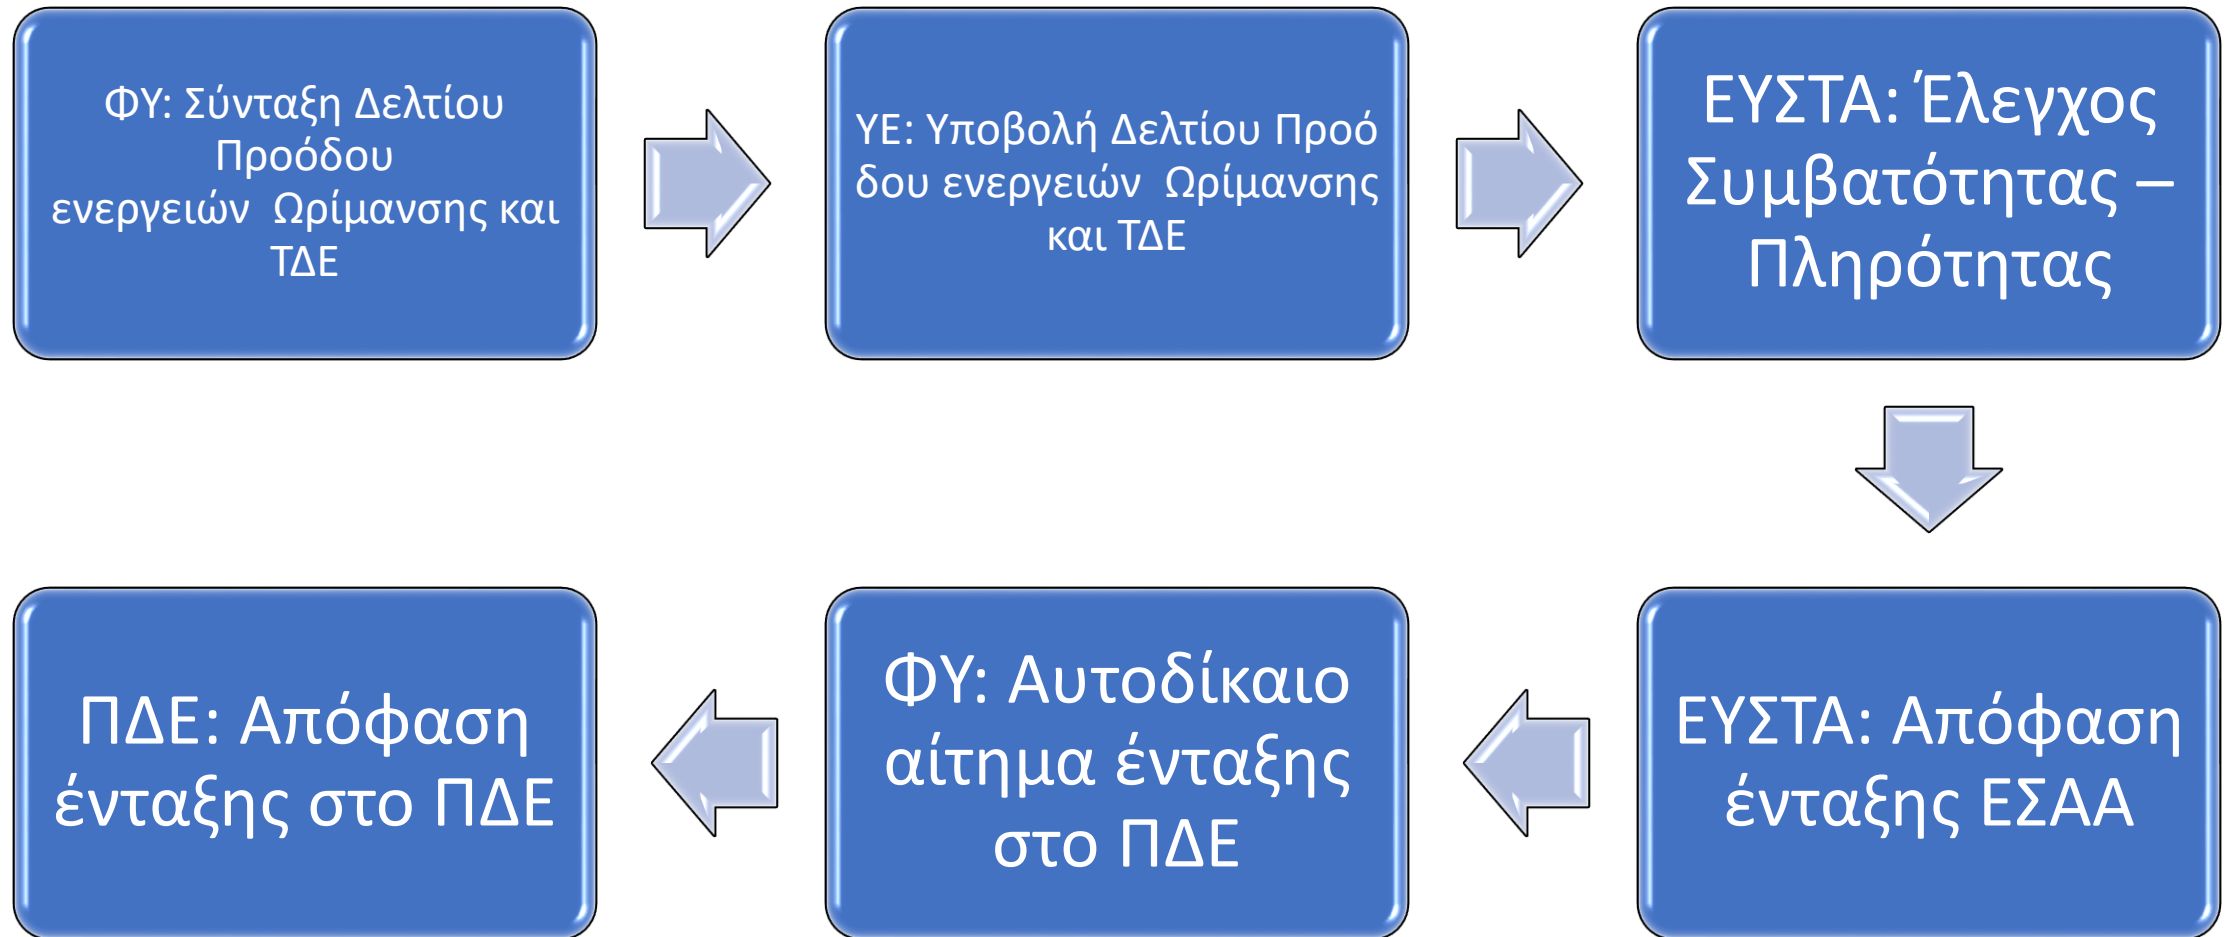 ΦΥ: Σύνταξη Δελτίου
Προόδου
ενεργειών  Ωρίμανσης και
ΤΔΕ
ΥΕ: Υποβολή Δελτίου Προό
δου ενεργειών  Ωρίμανσης
και ΤΔΕ
ΕΥΣΤΑ: Έλεγχος
Συμβατότητας –
Πληρότητας
ΕΥΣΤΑ: Απόφαση
ένταξης ΕΣΑΑ
ΦΥ: Αυτοδίκαιο
αίτημα ένταξης
στο ΠΔΕ
ΠΔΕ: Απόφαση
ένταξης στο ΠΔΕ